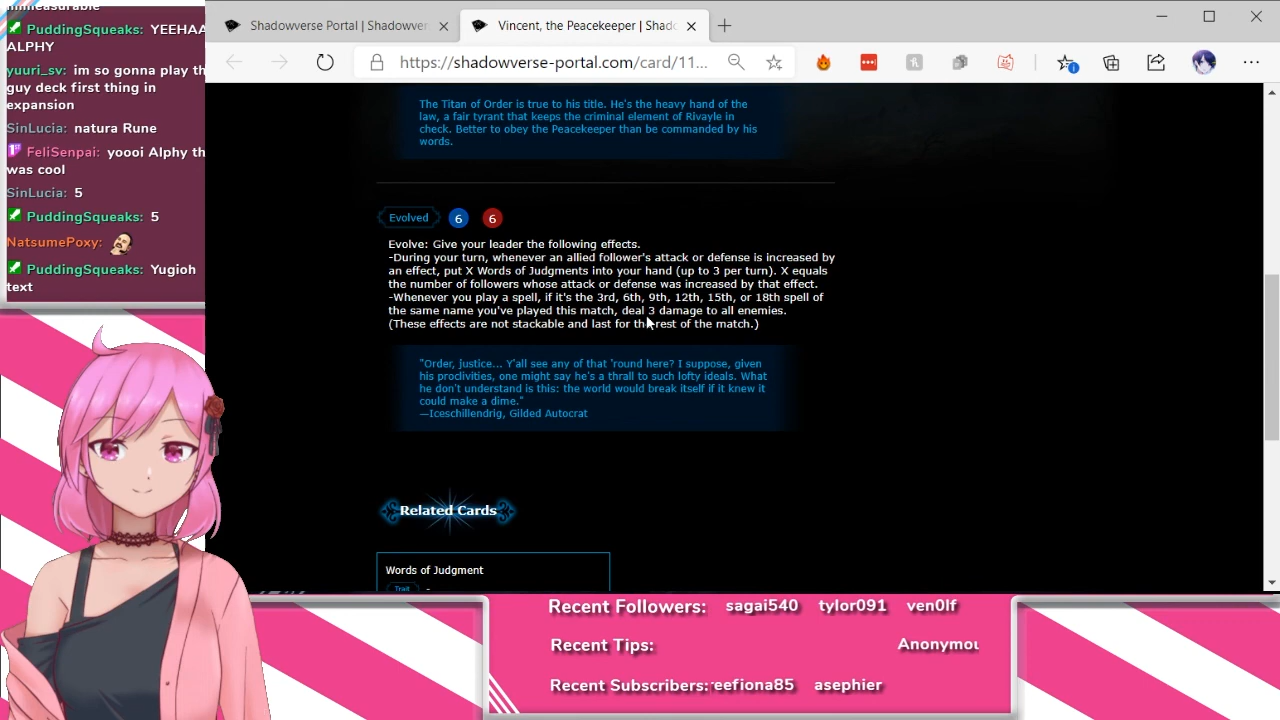 immeasurable
PuddingSqueaks: YEEHAA
ALPHY
yuuri_sv: im so gonna play th
guy deck first thing in
expansion
SinLucia: natura Rune
FeliSenpai: yoooi Alphy th
was cool
SinLucia: 5
PuddingSqueaks: 5
NatsumePoxy:
PuddingSqueaks: Yugioh
text
Shadowverse Portal | Shadowver
Vincent, the Peacekeeper | Shado
https://shadowverse-portal.com/card/11...
The Titan of Order is true to his title. He's the heavy hand of the
law, a fair tyrant that keeps the criminal element of Rivayle in
check. Better to obey the Peacekeeper than be commanded by his
words.
Evolved 6 6
Evolve: Give your leader the following effects.
-During your turn, whenever an allied follower's attack or defense is increased by
an effect, put X Words of Judgments into your hand (up to 3 per turn). X equals
the number of followers whose attack or defense was increased by that effect.
-Whenever you play a spell, if it's the 3rd, 6th, 9th, 12th, 15th, or 18th spell of
the same name you've played this match, deal 3 damage to all enemies.
(These effects are not stackable and last for the rest of the match.)
"Order, justice... Y'all see any of that 'round here? I suppose, given
his proclivities, one might say he's a thrall to such lofty ideals. What
he don't understand is this: the world would break itself if it knew it
could make a dime."
—Iceschillendrig, Gilded Autocrat
Related Cards
Words of Judgment
Trait -
Recent Followers: sagai540 tylor091 ven0lf
Recent Tips: Anonymou
Recent Subscribers: reefiona85 asephier